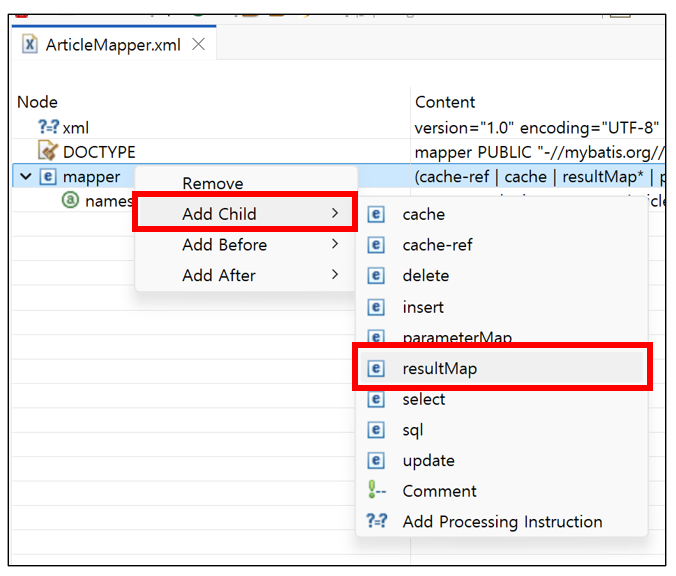 ArticleMapper.xml
Node Content
xml version="1.0" encoding="UTF-8"
DOCTYPE mapper PUBLIC "-//mybatis.org//
mapper (cache-ref | cache | resultMap* | p
names
Remove
Add Child
Add Before
Add After
cache
cache-ref
delete
insert
parameterMap
resultMap
select
sql
update
Comment
Add Processing Instruction